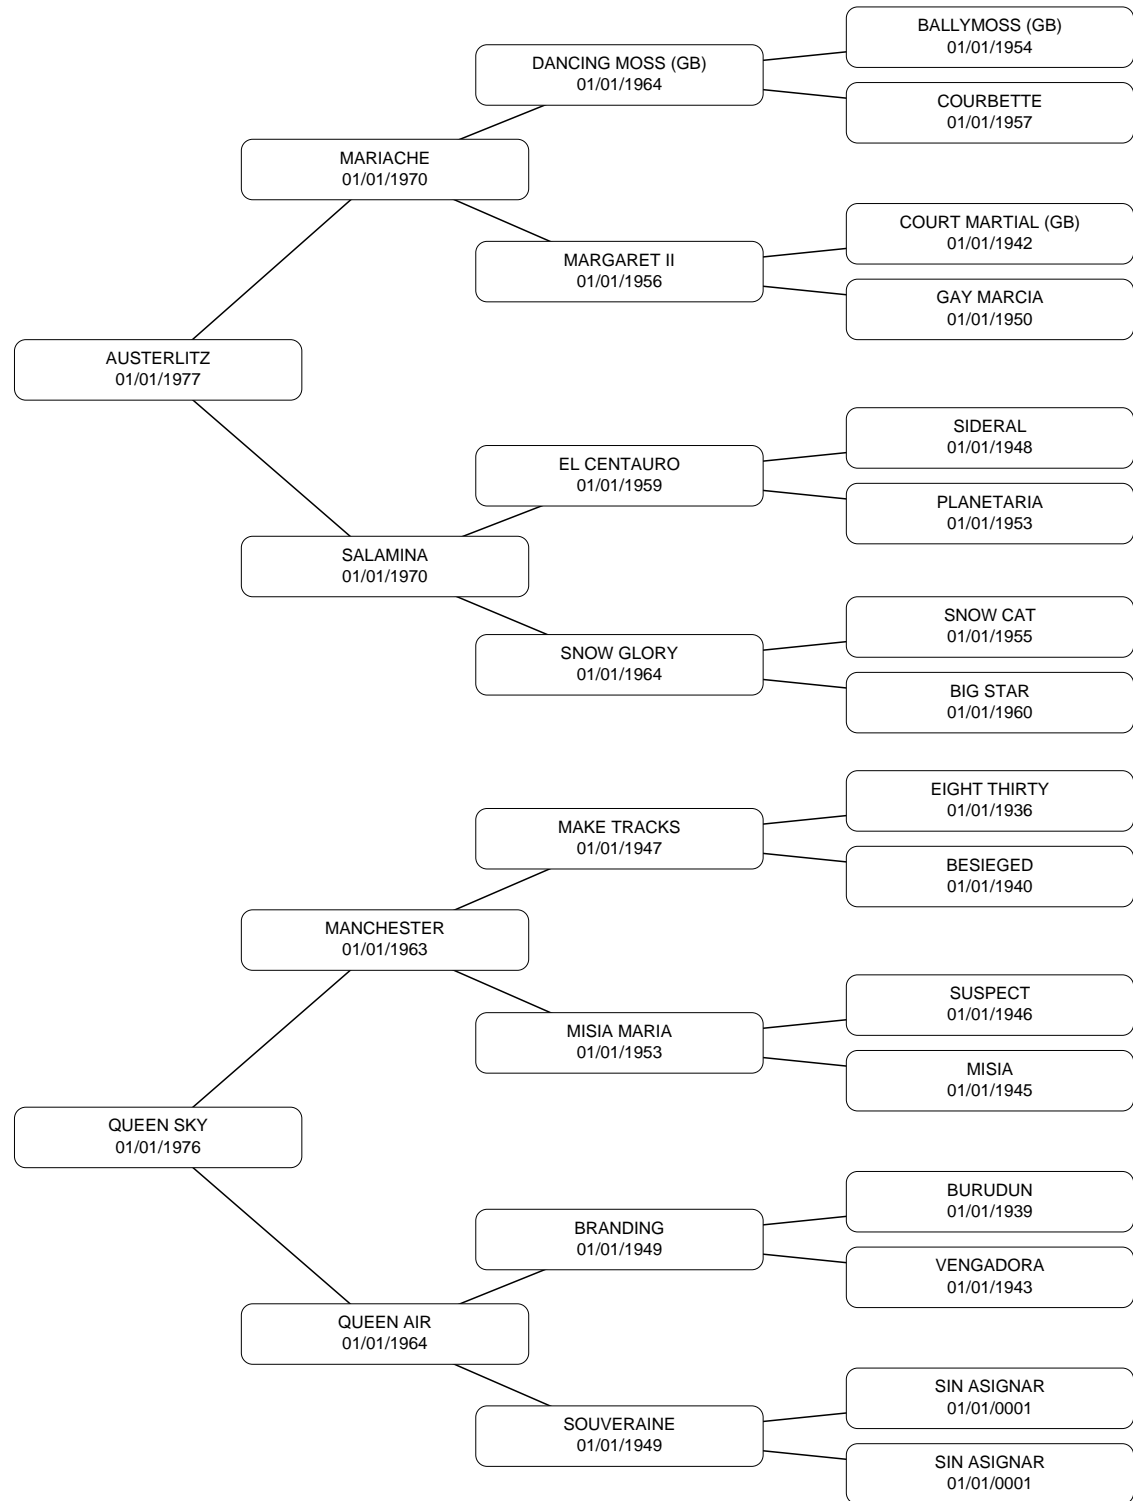 BALLYMOSS (GB)
01/01/1954
DANCING MOSS (GB)
01/01/1964
COURBETTE
01/01/1957
MARIACHE
01/01/1970
COURT MARTIAL (GB)
01/01/1942
MARGARET II
01/01/1956
GAY MARCIA
01/01/1950
AUSTERLITZ
01/01/1977
SIDERAL
01/01/1948
EL CENTAURO
01/01/1959
PLANETARIA
01/01/1953
SALAMINA
01/01/1970
SNOW CAT
01/01/1955
SNOW GLORY
01/01/1964
BIG STAR
01/01/1960
EIGHT THIRTY
01/01/1936
MAKE TRACKS
01/01/1947
BESIEGED
01/01/1940
MANCHESTER
01/01/1963
SUSPECT
01/01/1946
MISIA MARIA
01/01/1953
MISIA
01/01/1945
QUEEN SKY
01/01/1976
BURUDUN
01/01/1939
BRANDING
01/01/1949
VENGADORA
01/01/1943
QUEEN AIR
01/01/1964
SIN ASIGNAR
01/01/0001
SOUVERAINE
01/01/1949
SIN ASIGNAR
01/01/0001